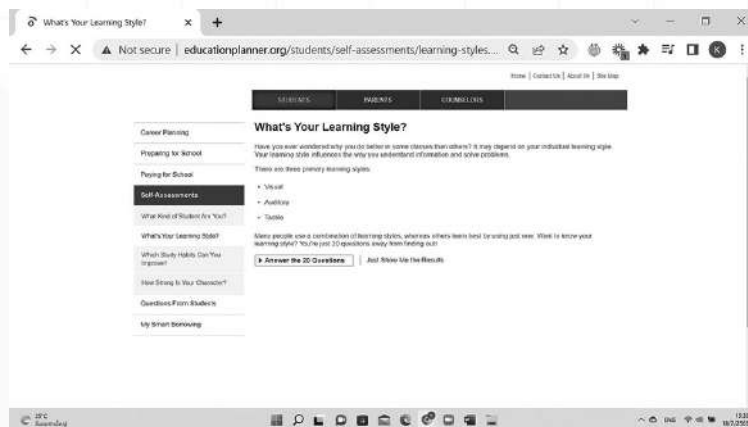 What's Your Learning Style?
Not secure | educationplanner.org/students/self-assessments/learning-styles....
Home | Contact Us | About Us | Site Map
STUDENTS PARENTS COUNSELORS
Career Planning
Preparing for School
Paying for School
Self-Assessments
What Kind of Student Are You?
What's Your Learning Style?
Which Study Habits Can You
Improve?
How Strong Is Your Character?
Questions From Students
My Smart Borrowing
What's Your Learning Style?
Have you ever wondered why you do better in some classes than others? It may depend on your individual learning style.
Your learning style influences the way you understand information and solve problems.
There are three primary learning styles:
• Visual
• Auditory
• Tactile
Many people use a combination of learning styles, whereas others learn best by using just one. Want to know your
learning style? You're just 20 questions away from finding out!
Answer the 20 Questions | Just Show Me the Results
K
ENG